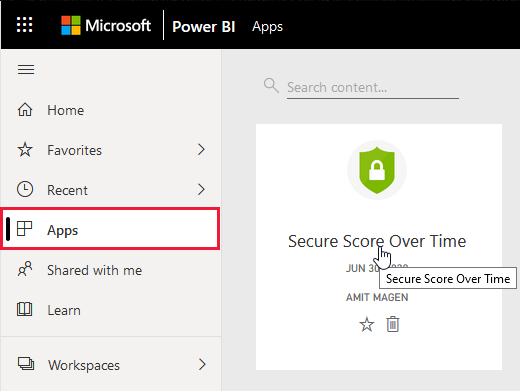 Microsoft Power BI Apps
Home
Favorites
Recent
Apps
Shared with me
Learn
Workspaces
Search content...
Secure Score Over Time
JUN 30, 2020
Secure Score Over Time
AMIT MAGEN